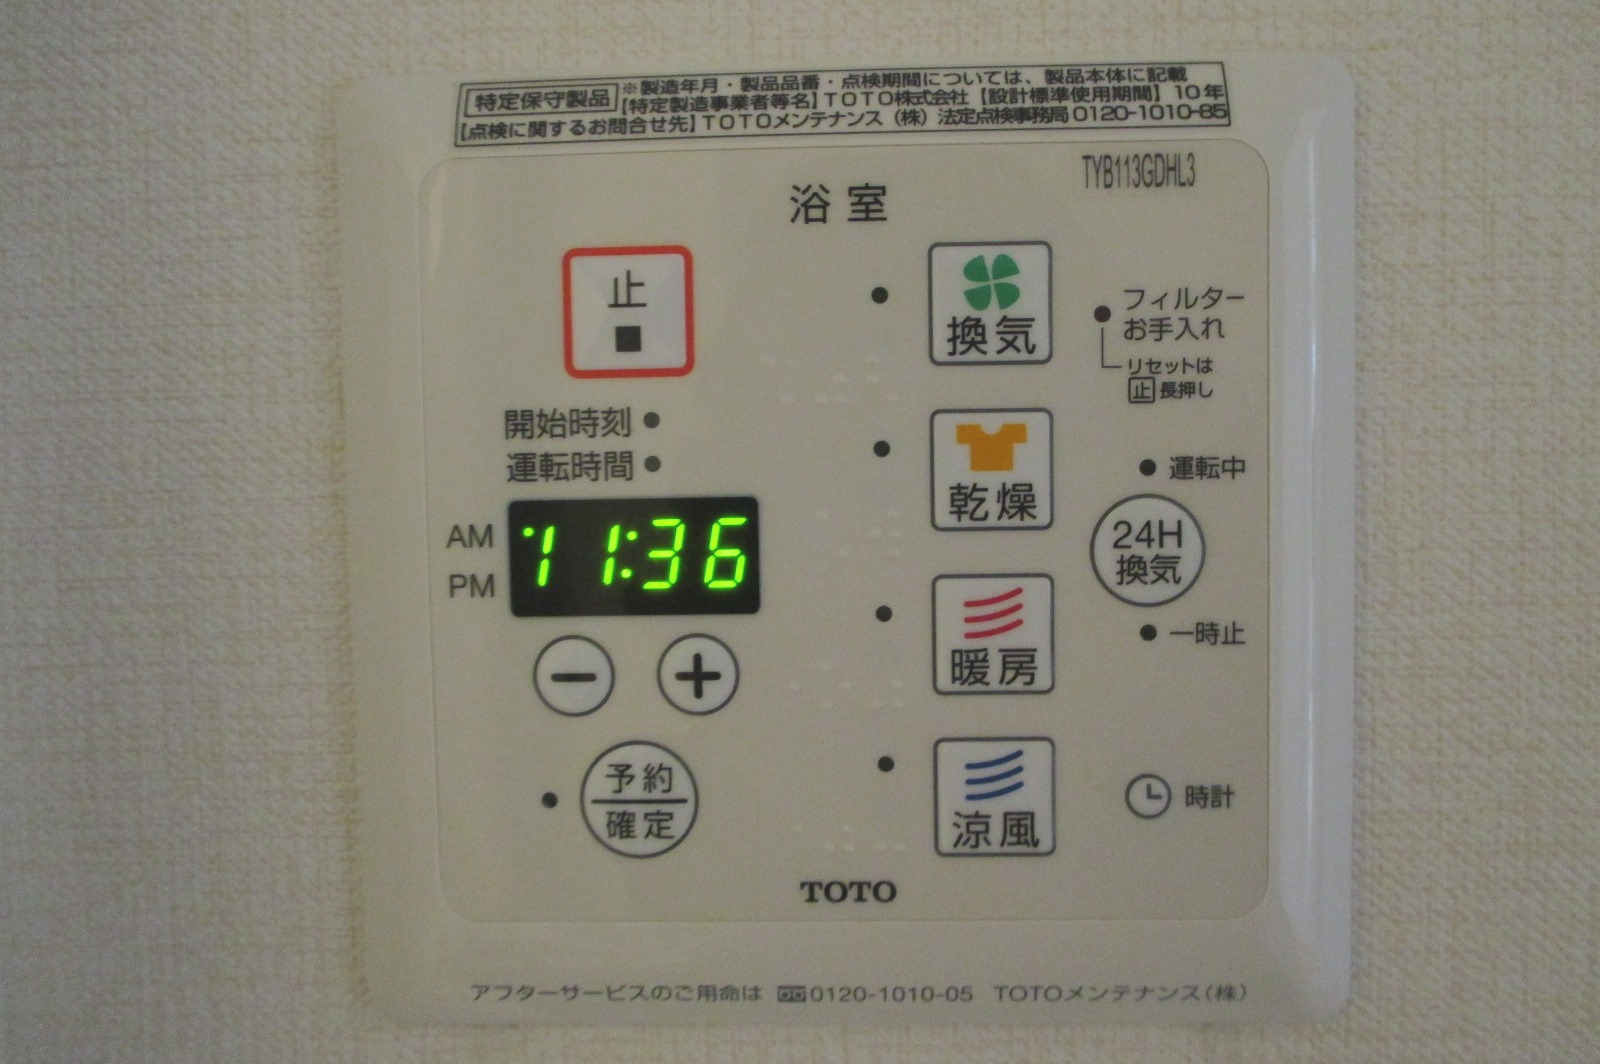 特定保守製品
※製造年月・製品品番・点検期間については、製品本体に記載
【特定製造事業者等名】TOTO株式会社【設計標準使用期間】10年
【点検に関するお問合せ先】TOTOメンテナンス(株)法定点検事務局0120-1010-85
TYB113GDHL3
浴室
止
換気
フィルター
お手入れ
リセットは
止長押し
開始時刻
運転時間
乾燥
運転中
AM
PM
11:36
24H
換気
暖房
一時止
予約
確定
涼風
時計
TOTO
アフターサービスのご用命は 0120-1010-05 TOTOメンテナンス(株)